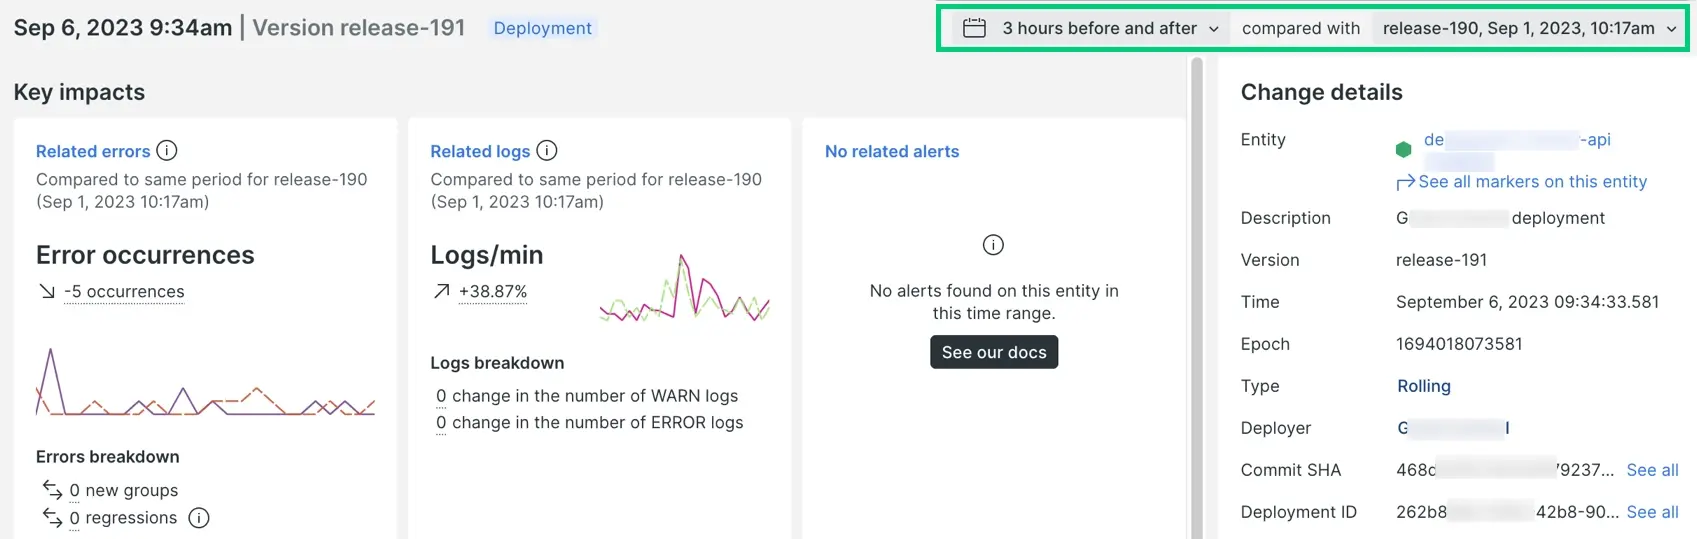 Sep 6, 2023 9:34am | Version release-191 Deployment
3 hours before and after compared with release-190, Sep 1, 2023, 10:17am
Key impacts
Related errors
Compared to same period for release-190
(Sep 1, 2023 10:17am)
Error occurrences
-5 occurrences
Errors breakdown
0 new groups
0 regressions
Related logs
Compared to same period for release-190
(Sep 1, 2023 10:17am)
Logs/min
+38.87%
Logs breakdown
0 change in the number of WARN logs
0 change in the number of ERROR logs
No related alerts
No alerts found on this entity in
this time range.
See our docs
Change details
Entity de -api
See all markers on this entity
Description G deployment
Version release-191
Time September 6, 2023 09:34:33.581
Epoch 1694018073581
Type Rolling
Deployer G l
Commit SHA 468d 79237... See all
Deployment ID 262b8 42b8-90... See all